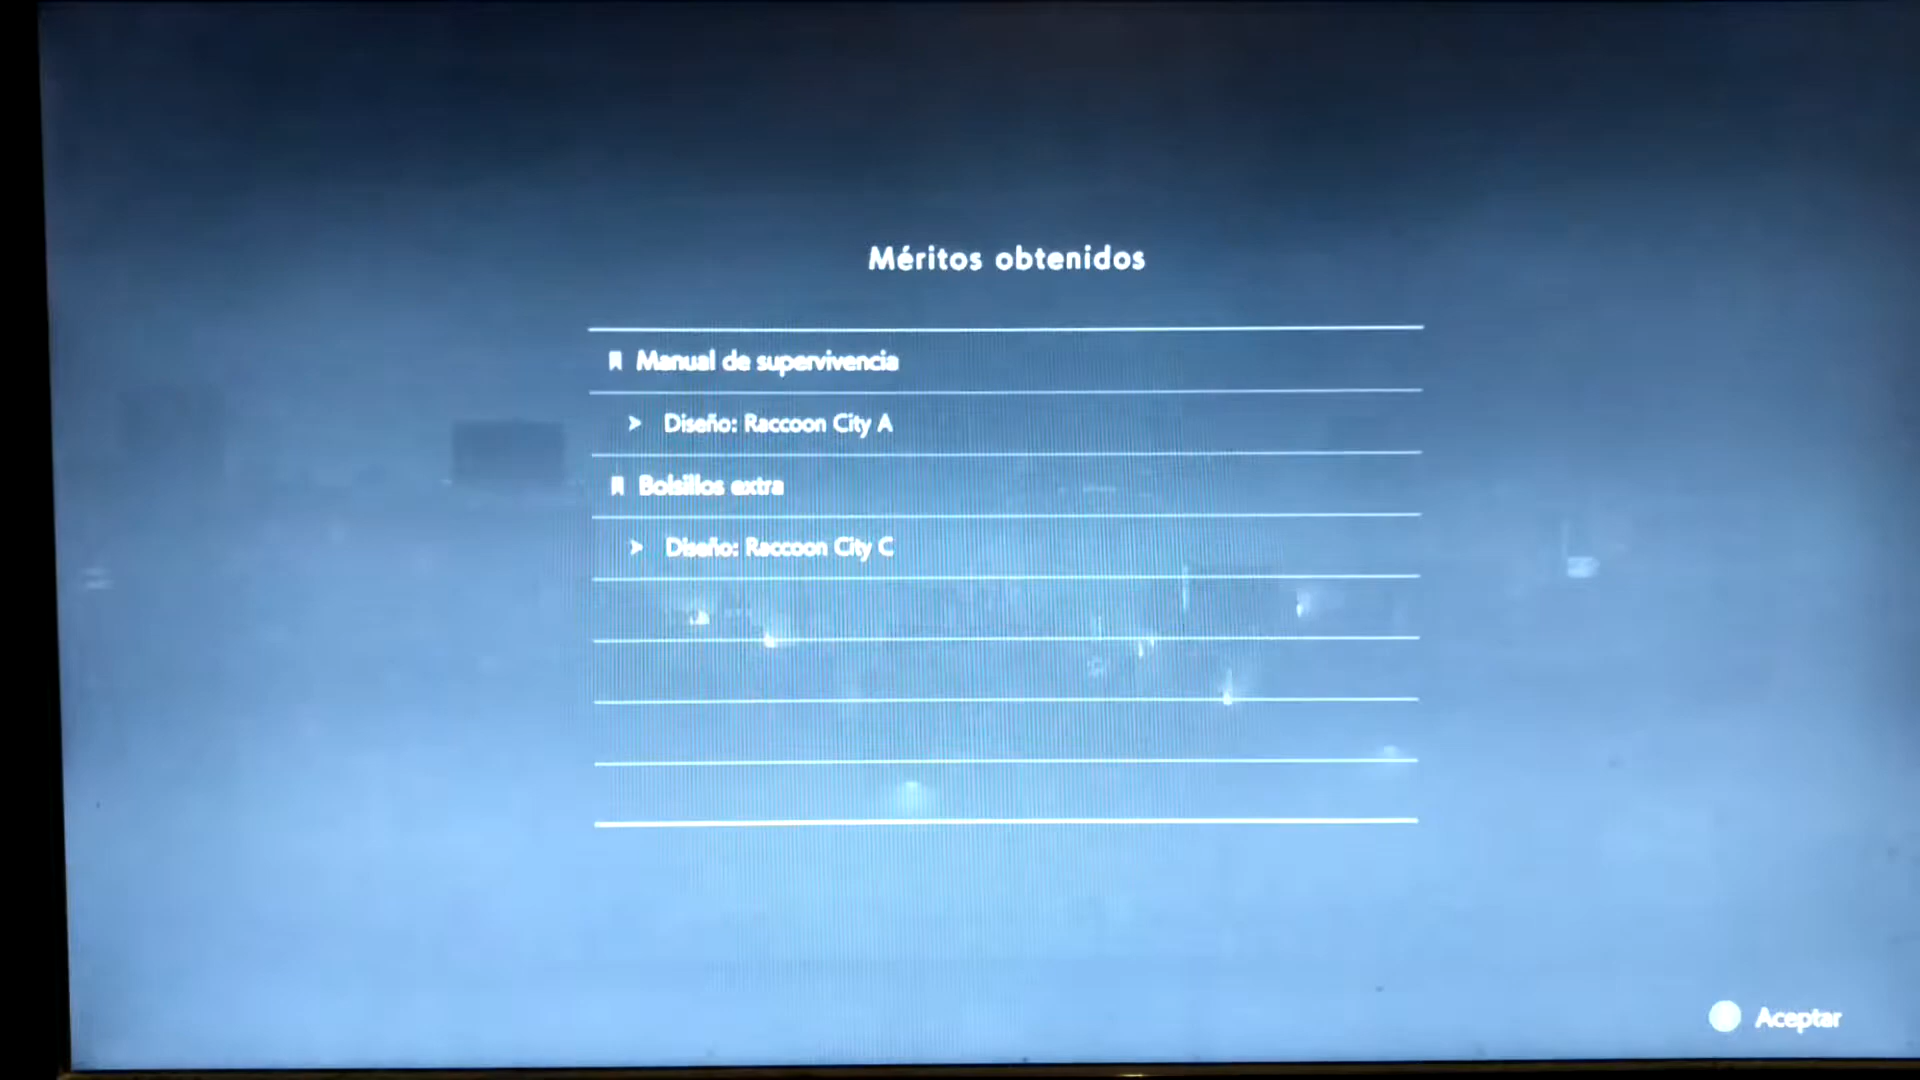 Méritos obtenidos
Manual de supervivencia
Diseño: Raccoon City A
Bolsillos extra
Diseño: Raccoon City C
Aceptar